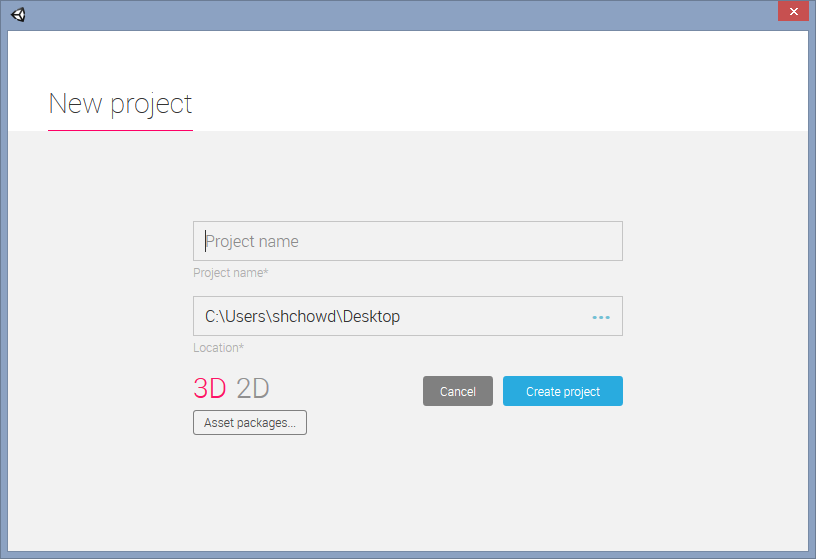 New project
Project name
Project name*
C:\Users\shchowd\Desktop
Location*
3D 2D
Cancel
Create project
Asset packages...